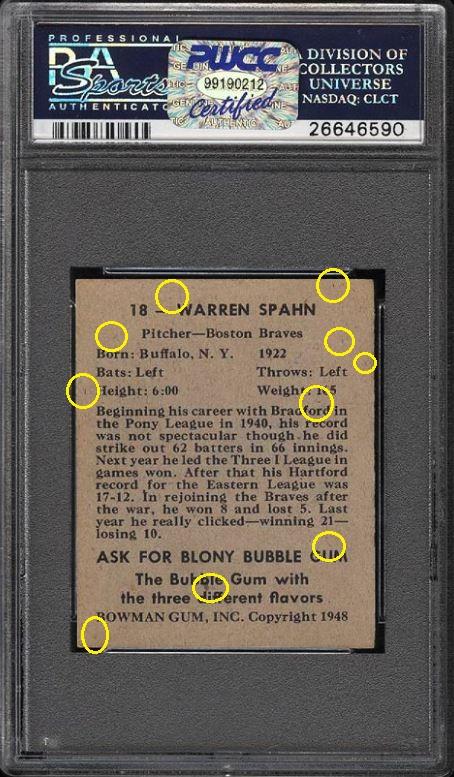 PROFESSIONAL
PSA
Sports
AUTHENTICATO
PWCC
99190212
Certified
DIVISION OF
COLLECTORS
UNIVERSE
NASDAQ: CLCT
26646590
18 — WARREN SPAHN
Pitcher—Boston Braves
Born: Buffalo, N. Y. 1922
Bats: Left Throws: Left
Height: 6:00 Weight:
Beginning his career with Bradford in
the Pony League in 1940, his record
was not spectacular though he did
strike out 62 batters in 66 innings.
Next year he led the Three I League in
games won. After that his Hartford
record for the Eastern League was
17-12. In rejoining the Braves after
the war, he won 8 and lost 5. Last
year he really clicked—winning 21—
losing 10.
ASK FOR BLONY BUBBLE GUM
The Bubble Gum with
the three different flavors
BOWMAN GUM, INC. Copyright 1948